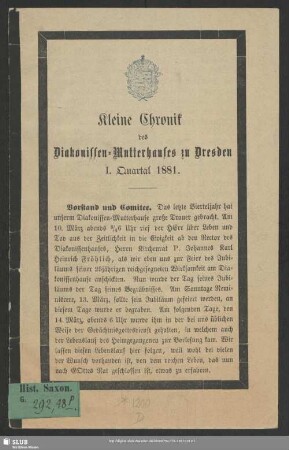 Kleine Chronik
des
Diakonissen-Mutterhauses zu Dresden
I. Quartal 1881.
Vorstand und Comitee. Das letzte Vierteljahr hat
unserem Diakonissen-Mutterhause große Trauer gebracht. Am
10. März abends 3/4 6 Uhr rief der HErr über Leben und
Tod aus der Zeitlichkeit in die Ewigkeit ab den Rector des
Diakonissenhauses, Herrn Kirchenrat P. Johannes Karl
Heinrich Fröhlich, als wir eben uns zur Feier des Jubi-
läums seiner 25jährigen reichgesegneten Wirksamkeit am Dia-
konissenhause anschickten. Nun wurde der Tag seines Jubi-
läums der Tag seines Begräbnisses. Am Sonntage Remi-
niscere, 13. März, sollte sein Jubiläum gefeiert werden, an
diesem Tage wurde er begraben. Am folgenden Tage, den
14. März, abends 6 Uhr wurde ihm in der bei uns üblichen
Weise der Gedächtnisgottesdienst gehalten, in welchem auch
der Lebenslauf des Heimgegangenen zur Verlesung kam. Wir
lassen diesen Lebenslauf hier folgen, weil wohl bei vielen
der Wunsch vorhanden ist, von dem reichen Leben, das nun
nach GOttes Rat geschlossen ist, etwas zu erfahren.
Hist. Saxon.
G. 292, 18
SLUB